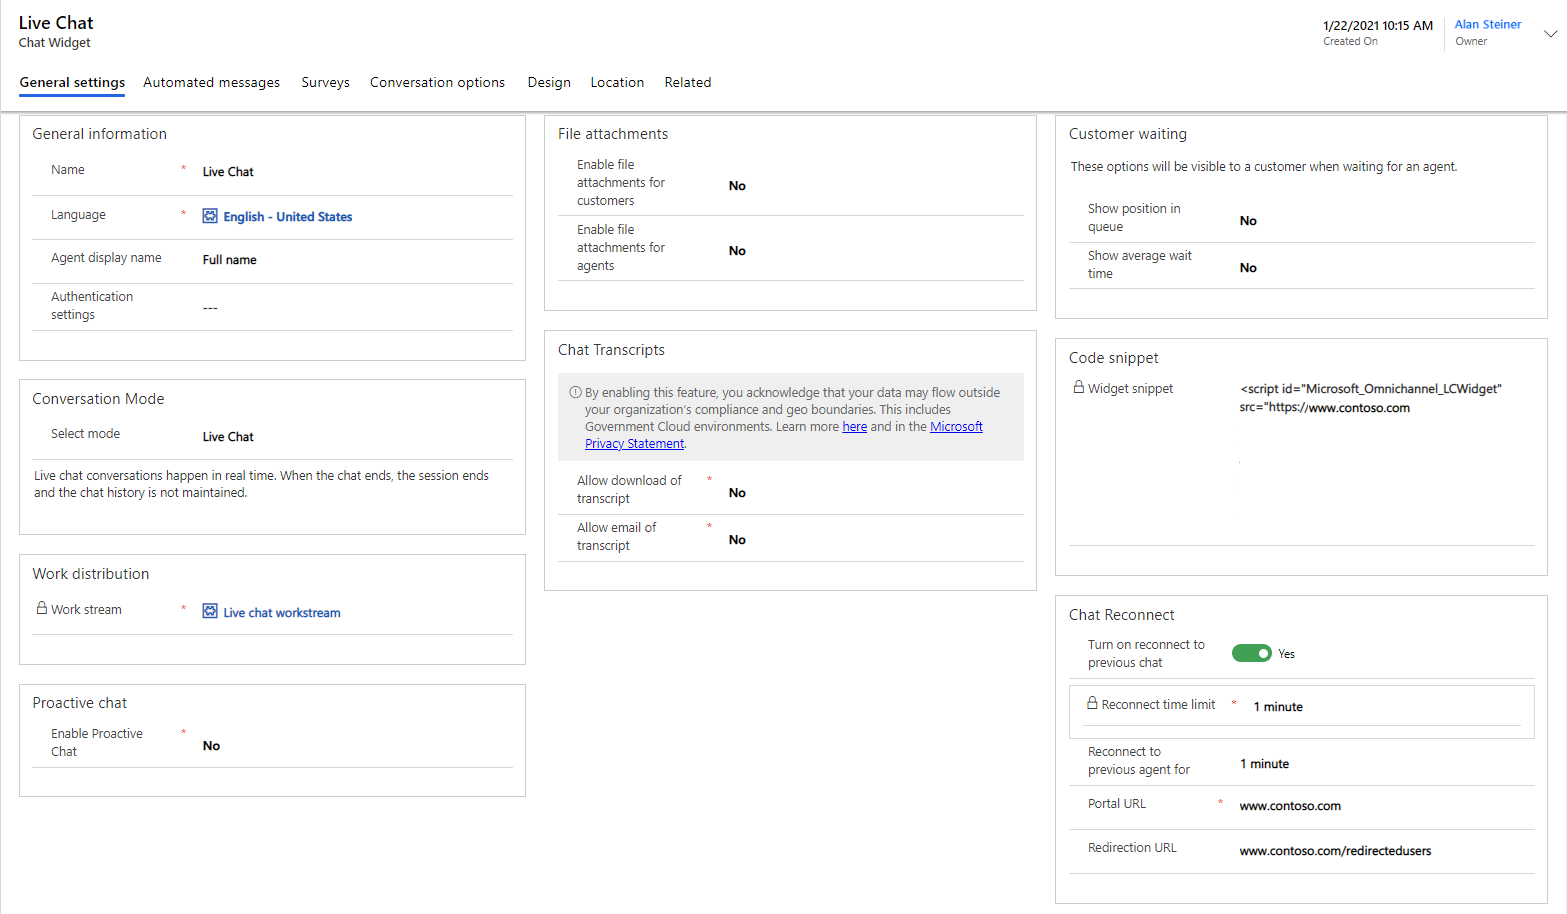 Live Chat
Chat Widget
1/22/2021 10:15 AM
Created On
Alan Steiner
Owner
General settings
Automated messages
Surveys
Conversation options
Design
Location
Related
General information
Name
*
Live Chat
Language
*
English - United States
Agent display name
Full name
Authentication
settings
---
Conversation Mode
Select mode
Live Chat
Live chat conversations happen in real time. When the chat ends, the session ends
and the chat history is not maintained.
Work distribution
Work stream
*
Live chat workstream
Proactive chat
Enable Proactive
Chat
*
No
File attachments
Enable file
attachments for
customers
No
Enable file
attachments for
agents
No
Chat Transcripts
By enabling this feature, you acknowledge that your data may flow outside
your organization's compliance and geo boundaries. This includes
Government Cloud environments. Learn more here and in the Microsoft
Privacy Statement.
Allow download of
transcript
*
No
Allow email of
transcript
*
No
Customer waiting
These options will be visible to a customer when waiting for an agent.
Show position in
queue
No
Show average wait
time
No
Code snippet
Widget snippet
<script id="Microsoft_Omnichannel_LCWidget"
src="https://www.contoso.com
Chat Reconnect
Turn on reconnect to
previous chat
Yes
Reconnect time limit
*
1 minute
Reconnect to
previous agent for
1 minute
Portal URL
*
www.contoso.com
Redirection URL
www.contoso.com/redirectedusers